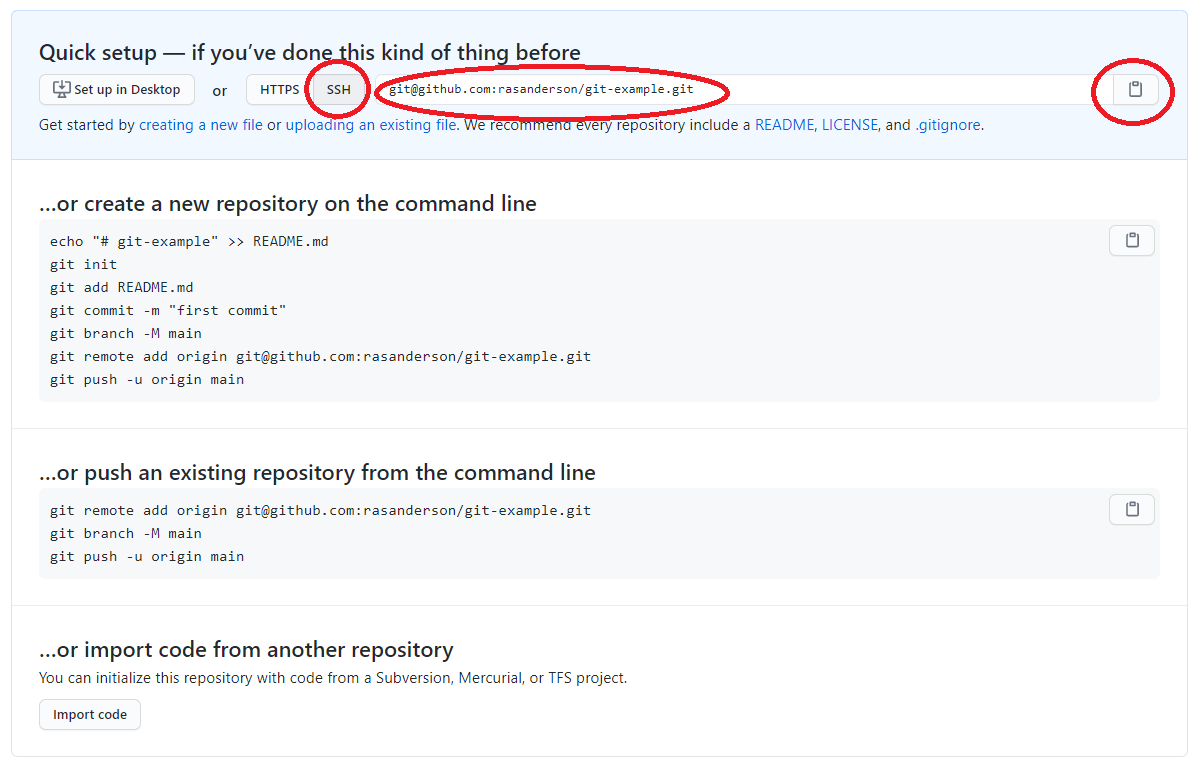 Quick setup — if you’ve done this kind of thing before
Set up in Desktop or HTTPS SSH git@github.com:rasanderson/git-example.git
Get started by creating a new file or uploading an existing file. We recommend every repository include a README, LICENSE, and .gitignore.
…or create a new repository on the command line
echo "# git-example" >> README.md
git init
git add README.md
git commit -m "first commit"
git branch -M main
git remote add origin git@github.com:rasanderson/git-example.git
git push -u origin main
…or push an existing repository from the command line
git remote add origin git@github.com:rasanderson/git-example.git
git branch -M main
git push -u origin main
…or import code from another repository
You can initialize this repository with code from a Subversion, Mercurial, or TFS project.
Import code